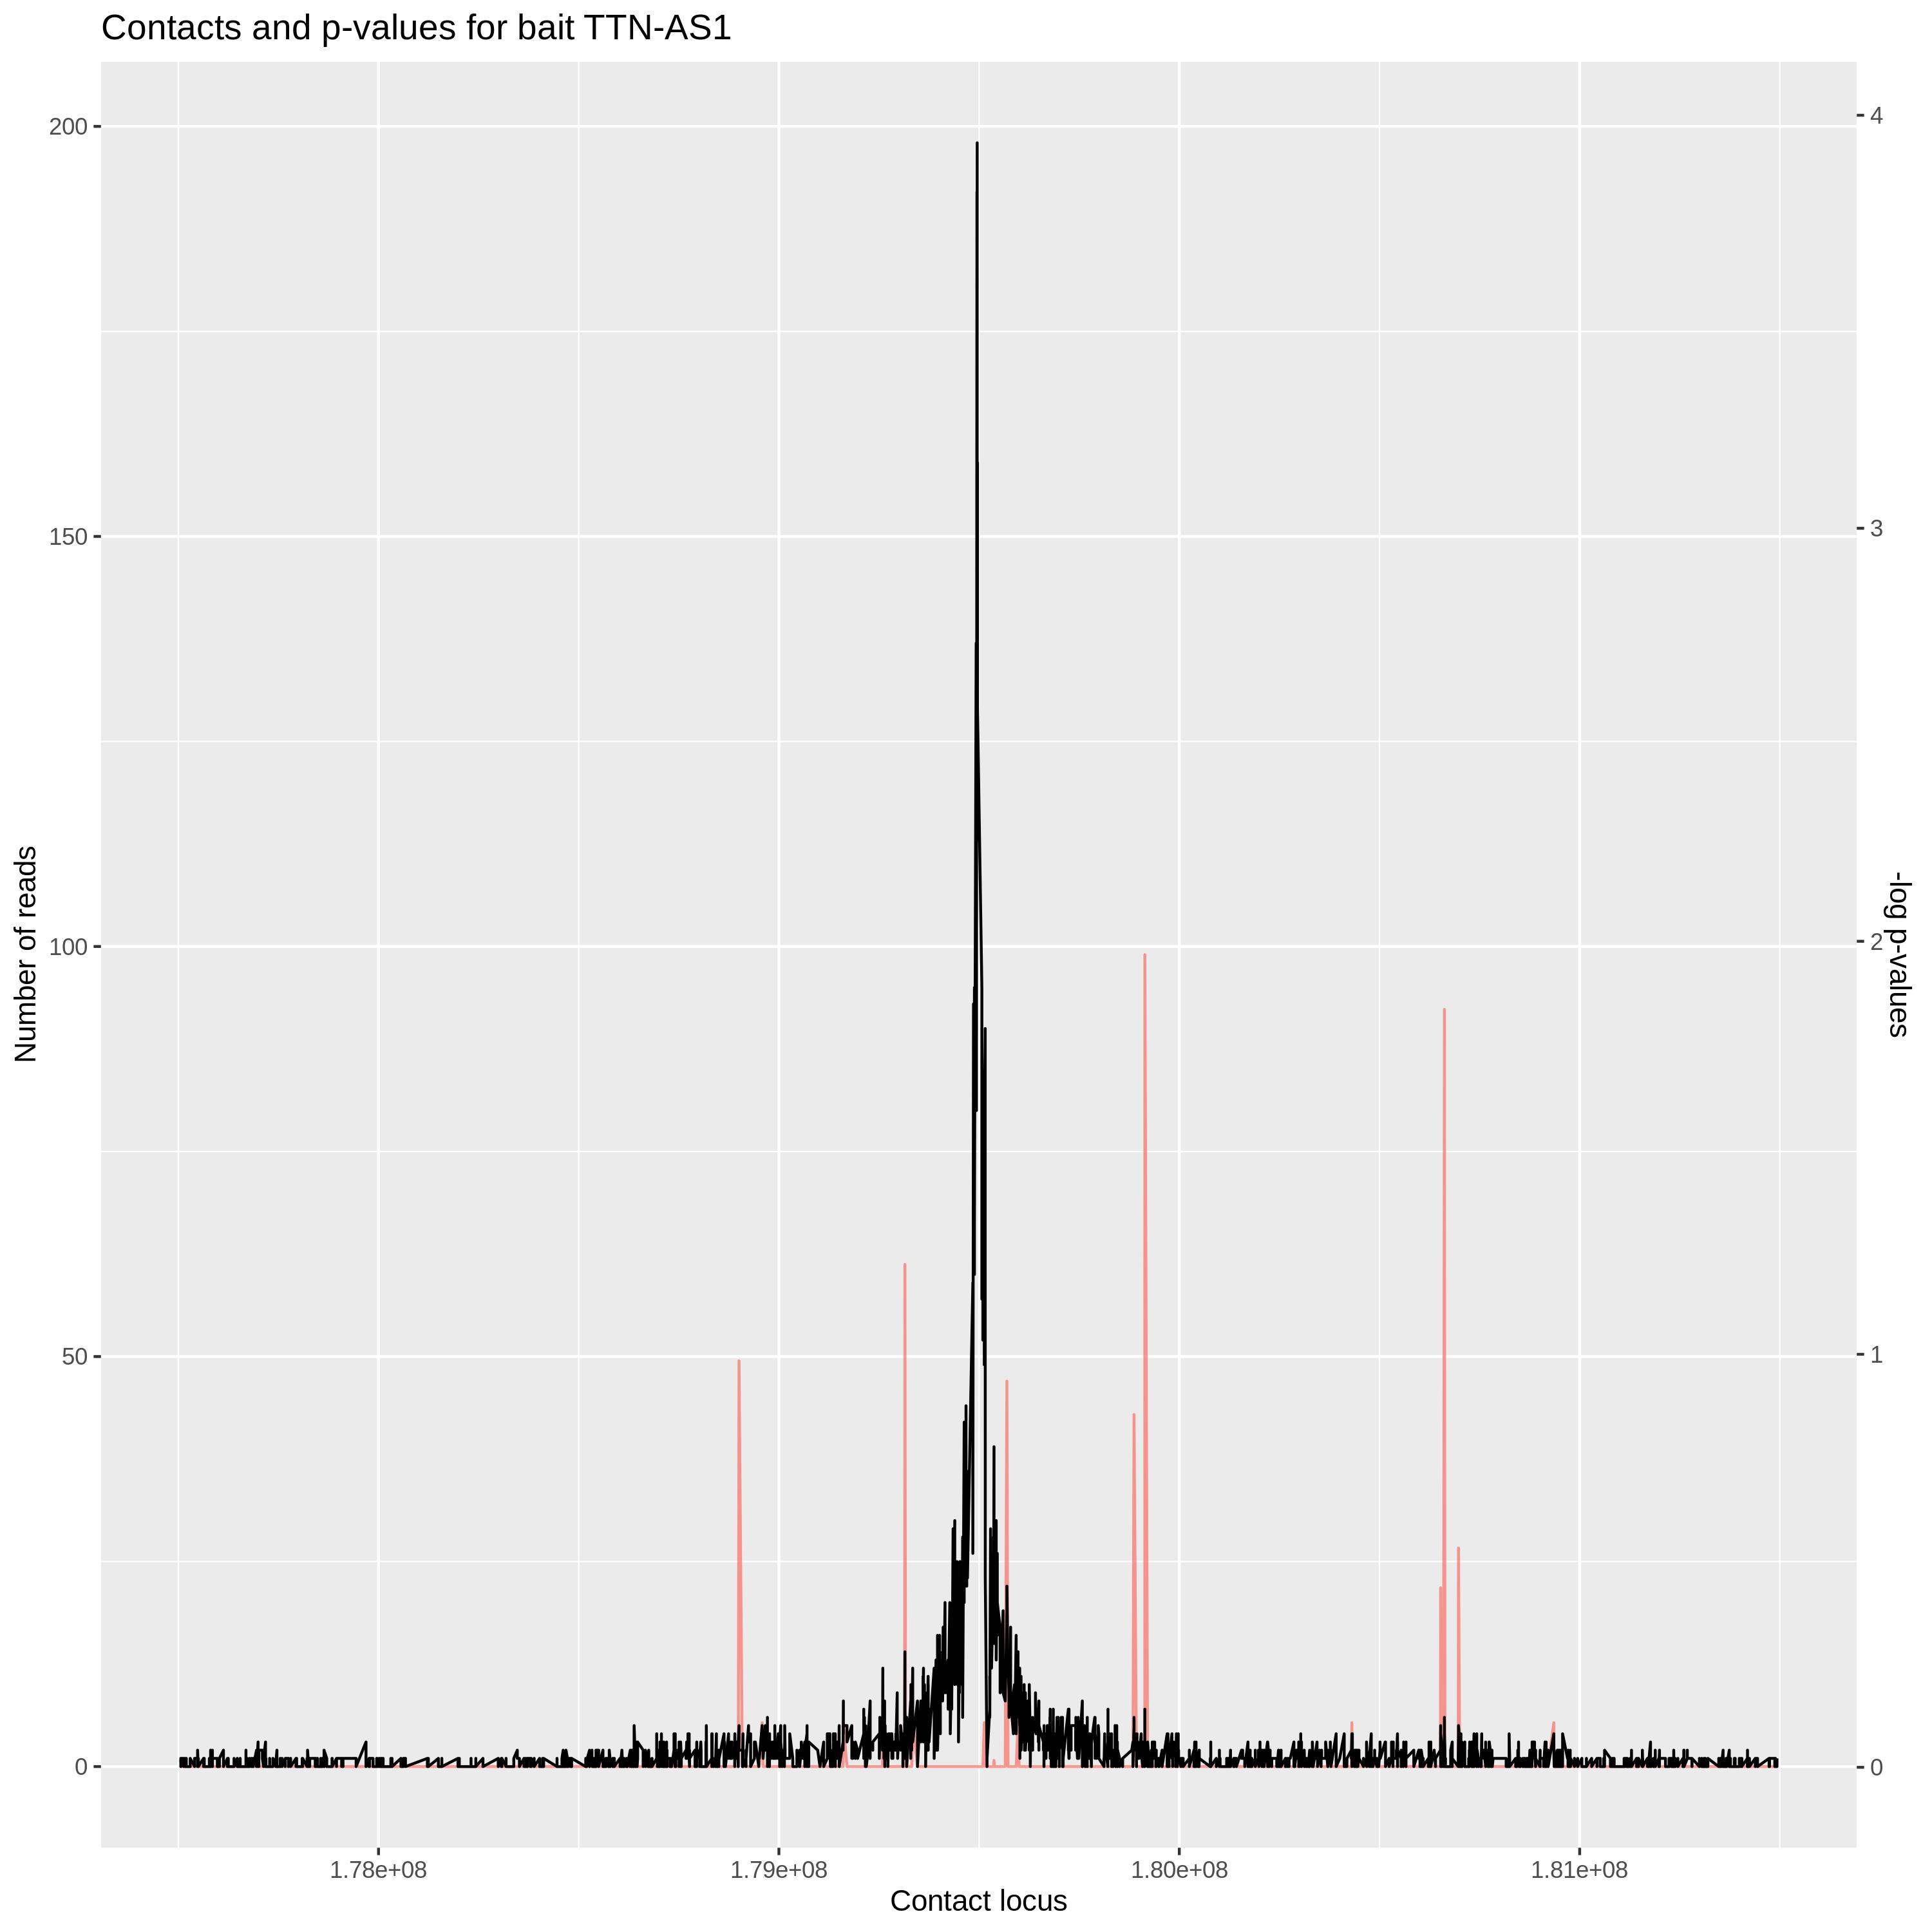 Contacts and p-values for bait TTN-AS1
200
150
100
50
0
4
3
2
1
0
Number of reads
-log p-values
1.78e+08
1.79e+08
1.80e+08
1.81e+08
Contact locus